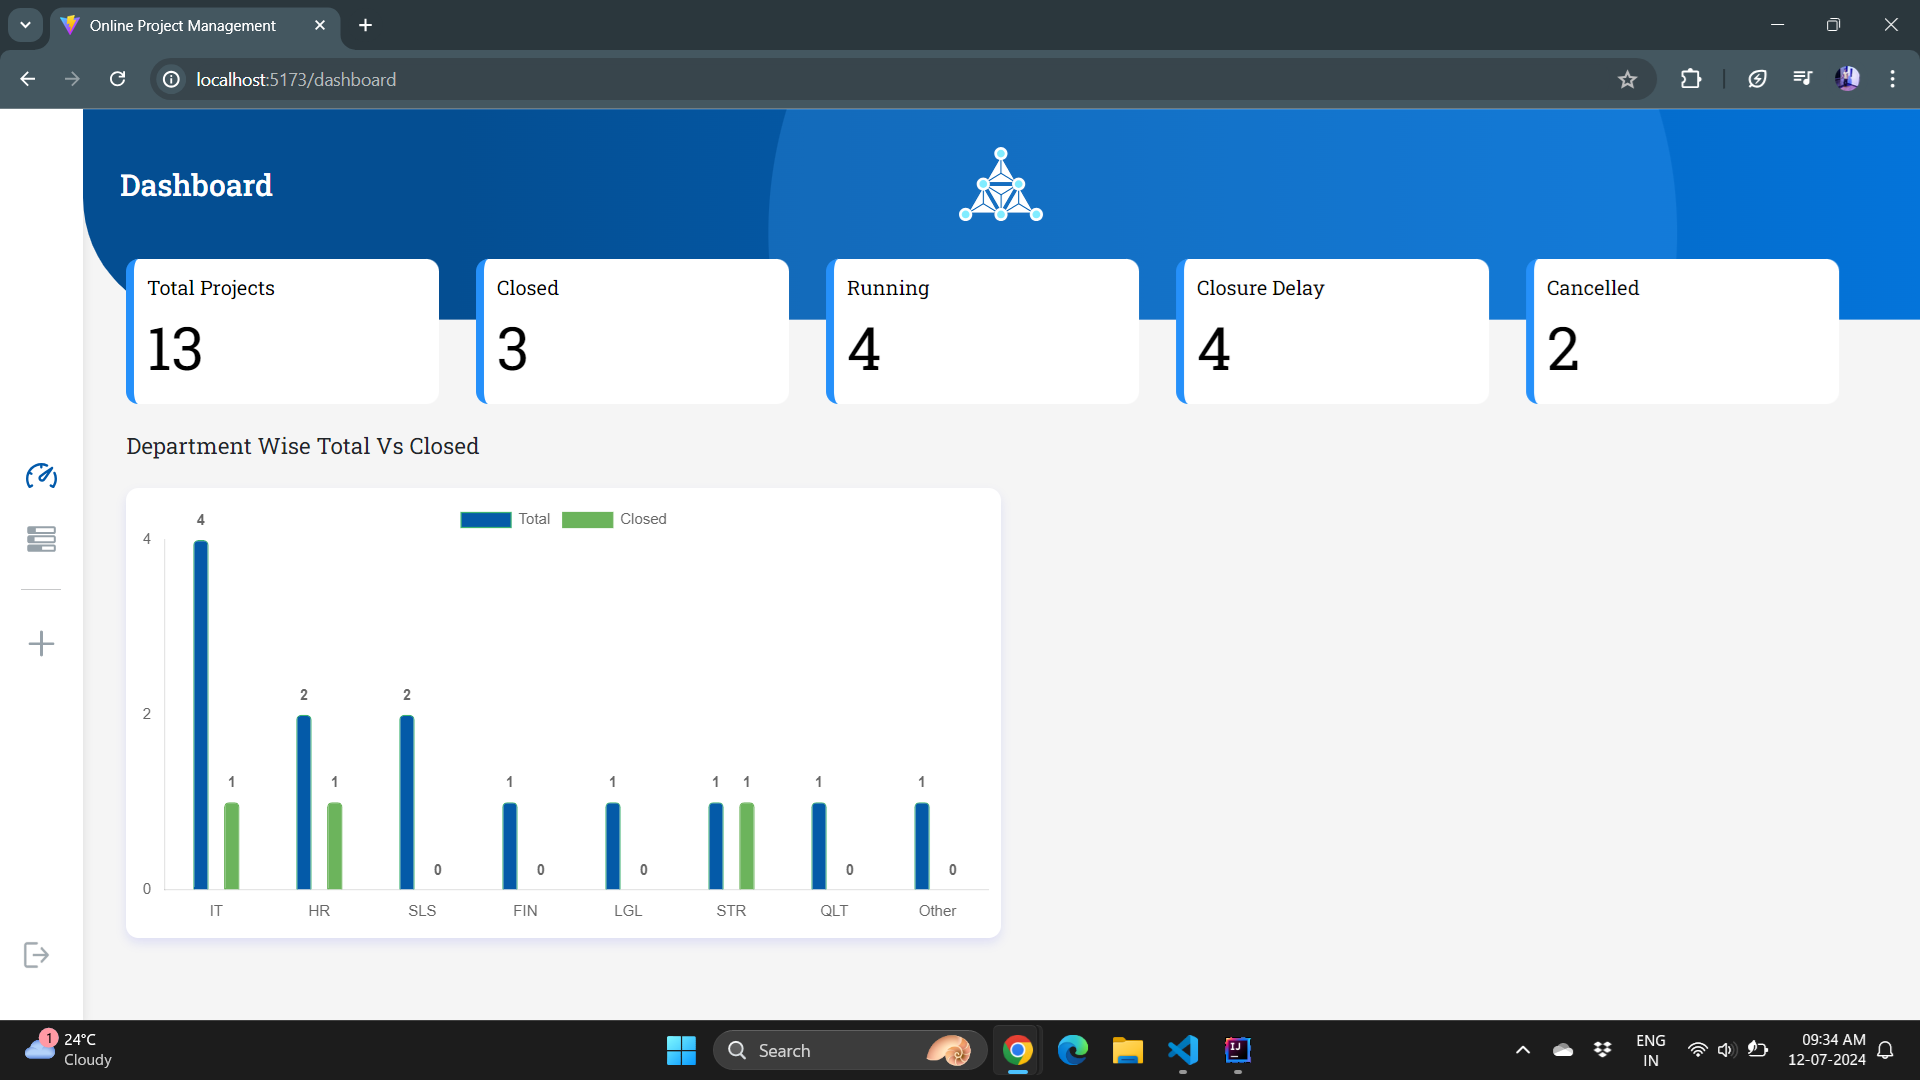 Online Project Management
localhost:5173/dashboard
Dashboard
Total Projects
13
Closed
3
Running
4
Closure Delay
4
Cancelled
2
Department Wise Total Vs Closed
Total Closed
4
2
0
4 1
2 1
2 0
1 0
1 0
1 1
1 0
1 0
IT HR SLS FIN LGL STR QLT Other
1
24°C
Cloudy
Search
IJ
ENG
IN
09:34 AM
12-07-2024